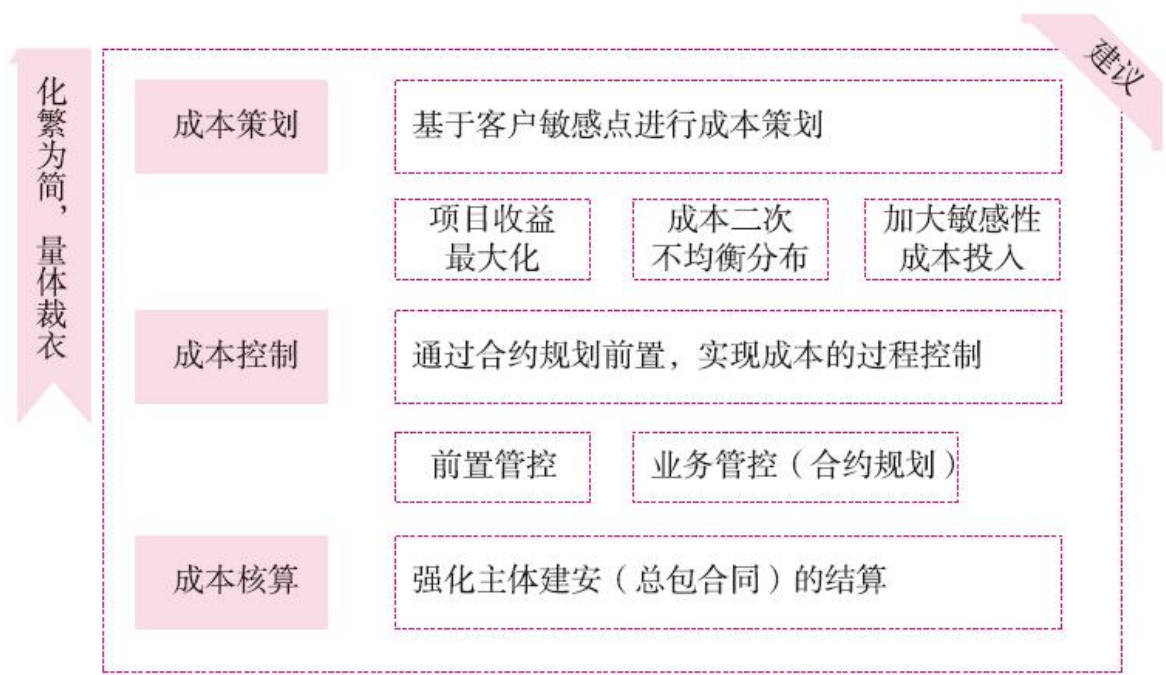 建议
化繁为简，量体裁衣
成本策划
基于客户敏感点进行成本策划
项目收益
最大化
成本二次
不均衡分布
加大敏感性
成本投入
成本控制
通过合约规划前置，实现成本的过程控制
前置管控
业务管控（合约规划）
成本核算
强化主体建安（总包合同）的结算